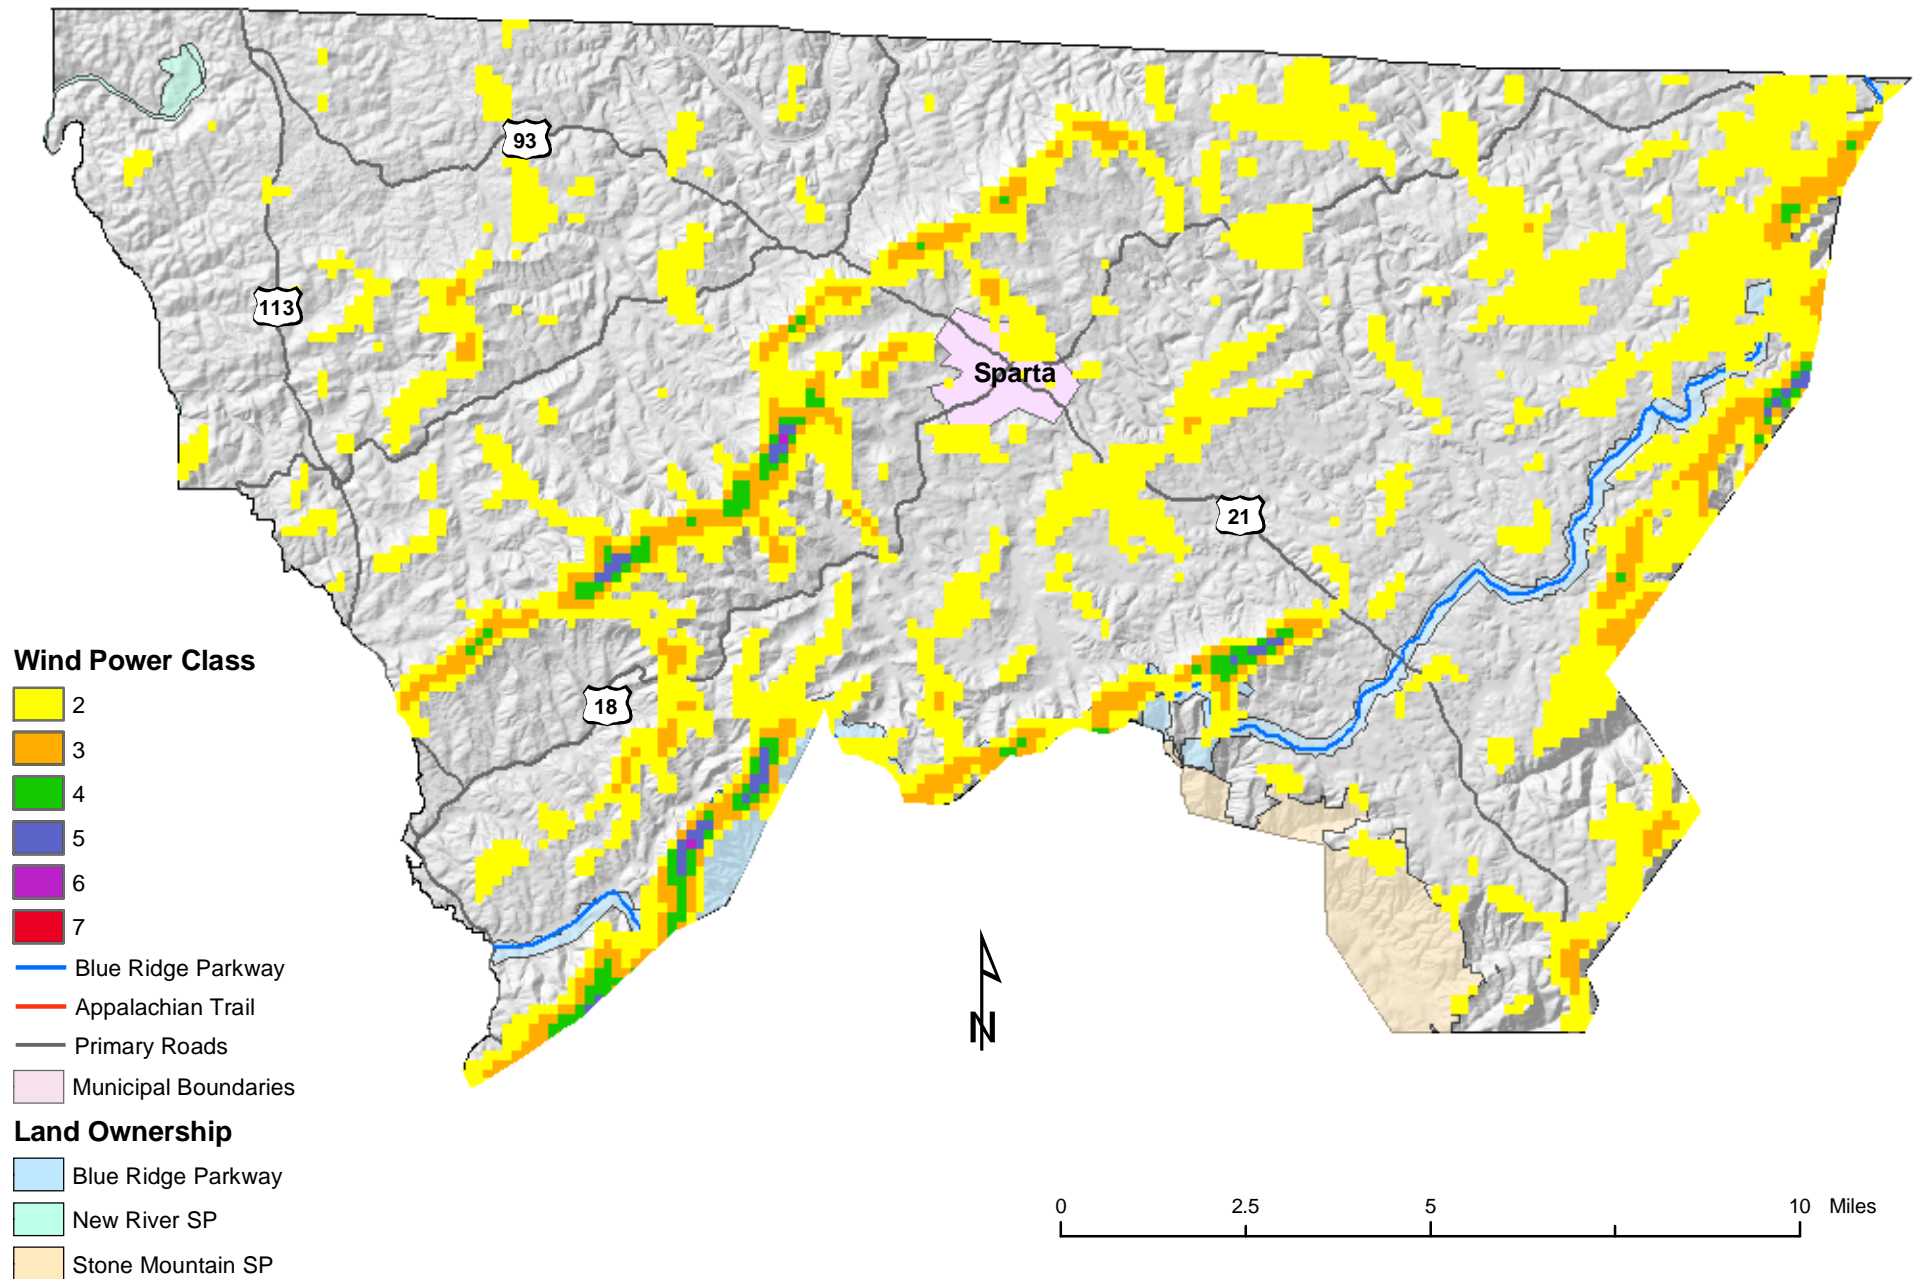 93
113
Sparta
21
18
Wind Power Class
2
3
4
5
6
7
Blue Ridge Parkway
Appalachian Trail
Primary Roads
Municipal Boundaries
Land Ownership
Blue Ridge Parkway
New River SP
Stone Mountain SP
N
0 2.5 5 10 Miles